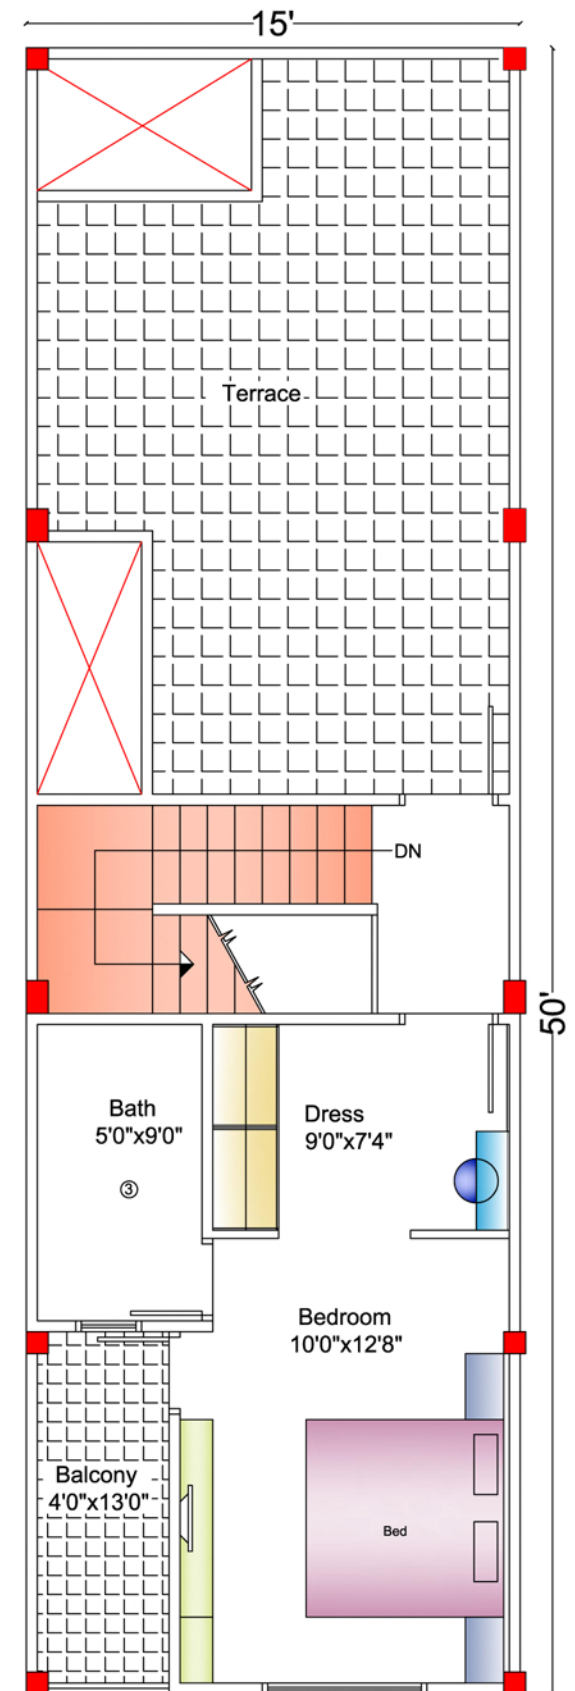 15'
Terrace
DN
50'
Bath
5'0"x9'0"
3
Dress
9'0"x7'4"
Bedroom
10'0"x12'8"
Balcony
4'0"x13'0"
Bed